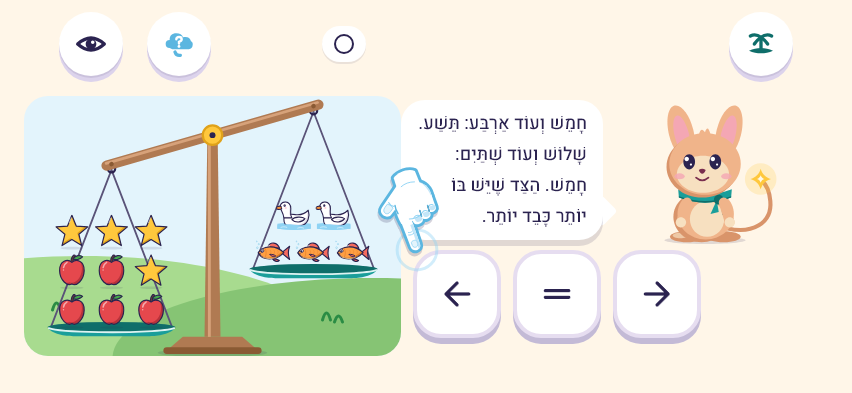 חָמֵשׁ וְעוֹד אַרְבַּע: תֵּשַׁע.
שָׁלוֹשׁ וְעוֹד שְׁתַּיִם:
חָמֵשׁ. הַצַּד שֶׁיֵּשׁ בּוֹ
יוֹתֵר כָּבֵד יוֹתֵר.